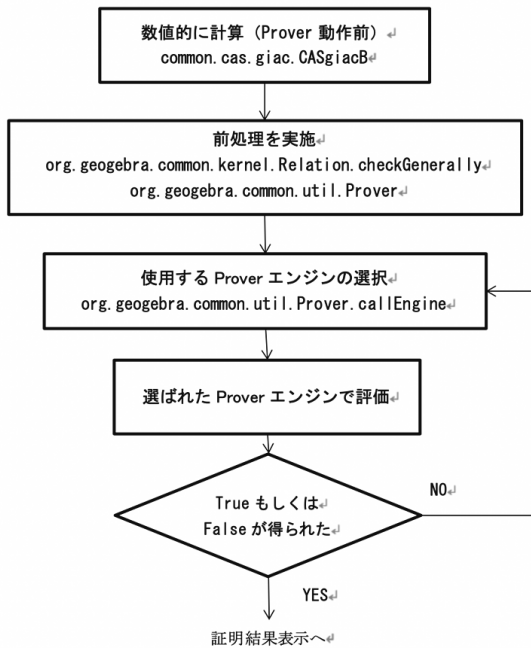 数値的に計算（Prover 動作前）
common.cas.giac.CASgiacB
前処理を実施
org.geogebra.common.kernel.Relation.checkGenerally
org.geogebra.common.util.Prover
使用する Prover エンジンの選択
org.geogebra.common.util.Prover.callEngine
選ばれた Prover エンジンで評価
True もしくは
False が得られた
NO
YES
証明結果表示へ